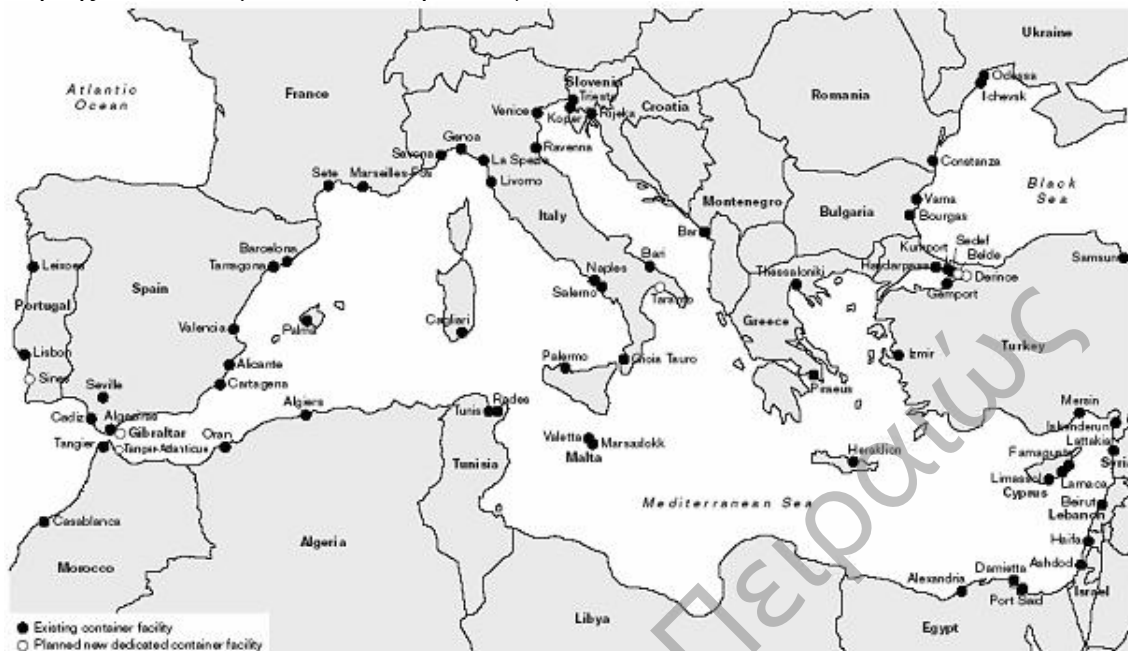 Ukraine
Odessa
Ilchevsk
Atlantic
Ocean
France
Slovenia
Trieste
Croatia
Romania
Venice
Koper
Rijeka
Genoa
Savona
La Spezia
Ravenna
Constanza
Sete
Marseilles-Fos
Livorno
Black
Sea
Varna
Italy
Montenegro
Bulgaria
Bourgas
Barcelona
Bar
Kumport
Sedef
Belde
Leixoes
Tarragona
Bari
Thessaloniki
Haydarpasa
Derince
Samsun
Spain
Naples
Gemport
Portugal
Salerno
Taranto
Palma
Cagliari
Greece
Valencia
Turkey
Lisbon
Palermo
Gioia Tauro
Izmir
Alicante
Sines
Piraeus
Seville
Cartagena
Mersin
Cadiz
Algeciras
Algiers
Tunis
Rades
Iskenderun
Gibraltar
Valetta
Lattakia
Tangier
Tanger-Atlanticus
Oran
Marsaxlokk
Famagusta
Syria
Malta
Heraklion
Limassol
Larnaca
Tunisia
Cyprus
Beirut
Mediterranean Sea
Lebanon
Casablanca
Haifa
Algeria
Morocco
Damietta
Ashdod
Alexandria
Port Said
Israel
Libya
Egypt
Existing container facility
Planned new dedicated container facility
Πειραιώς